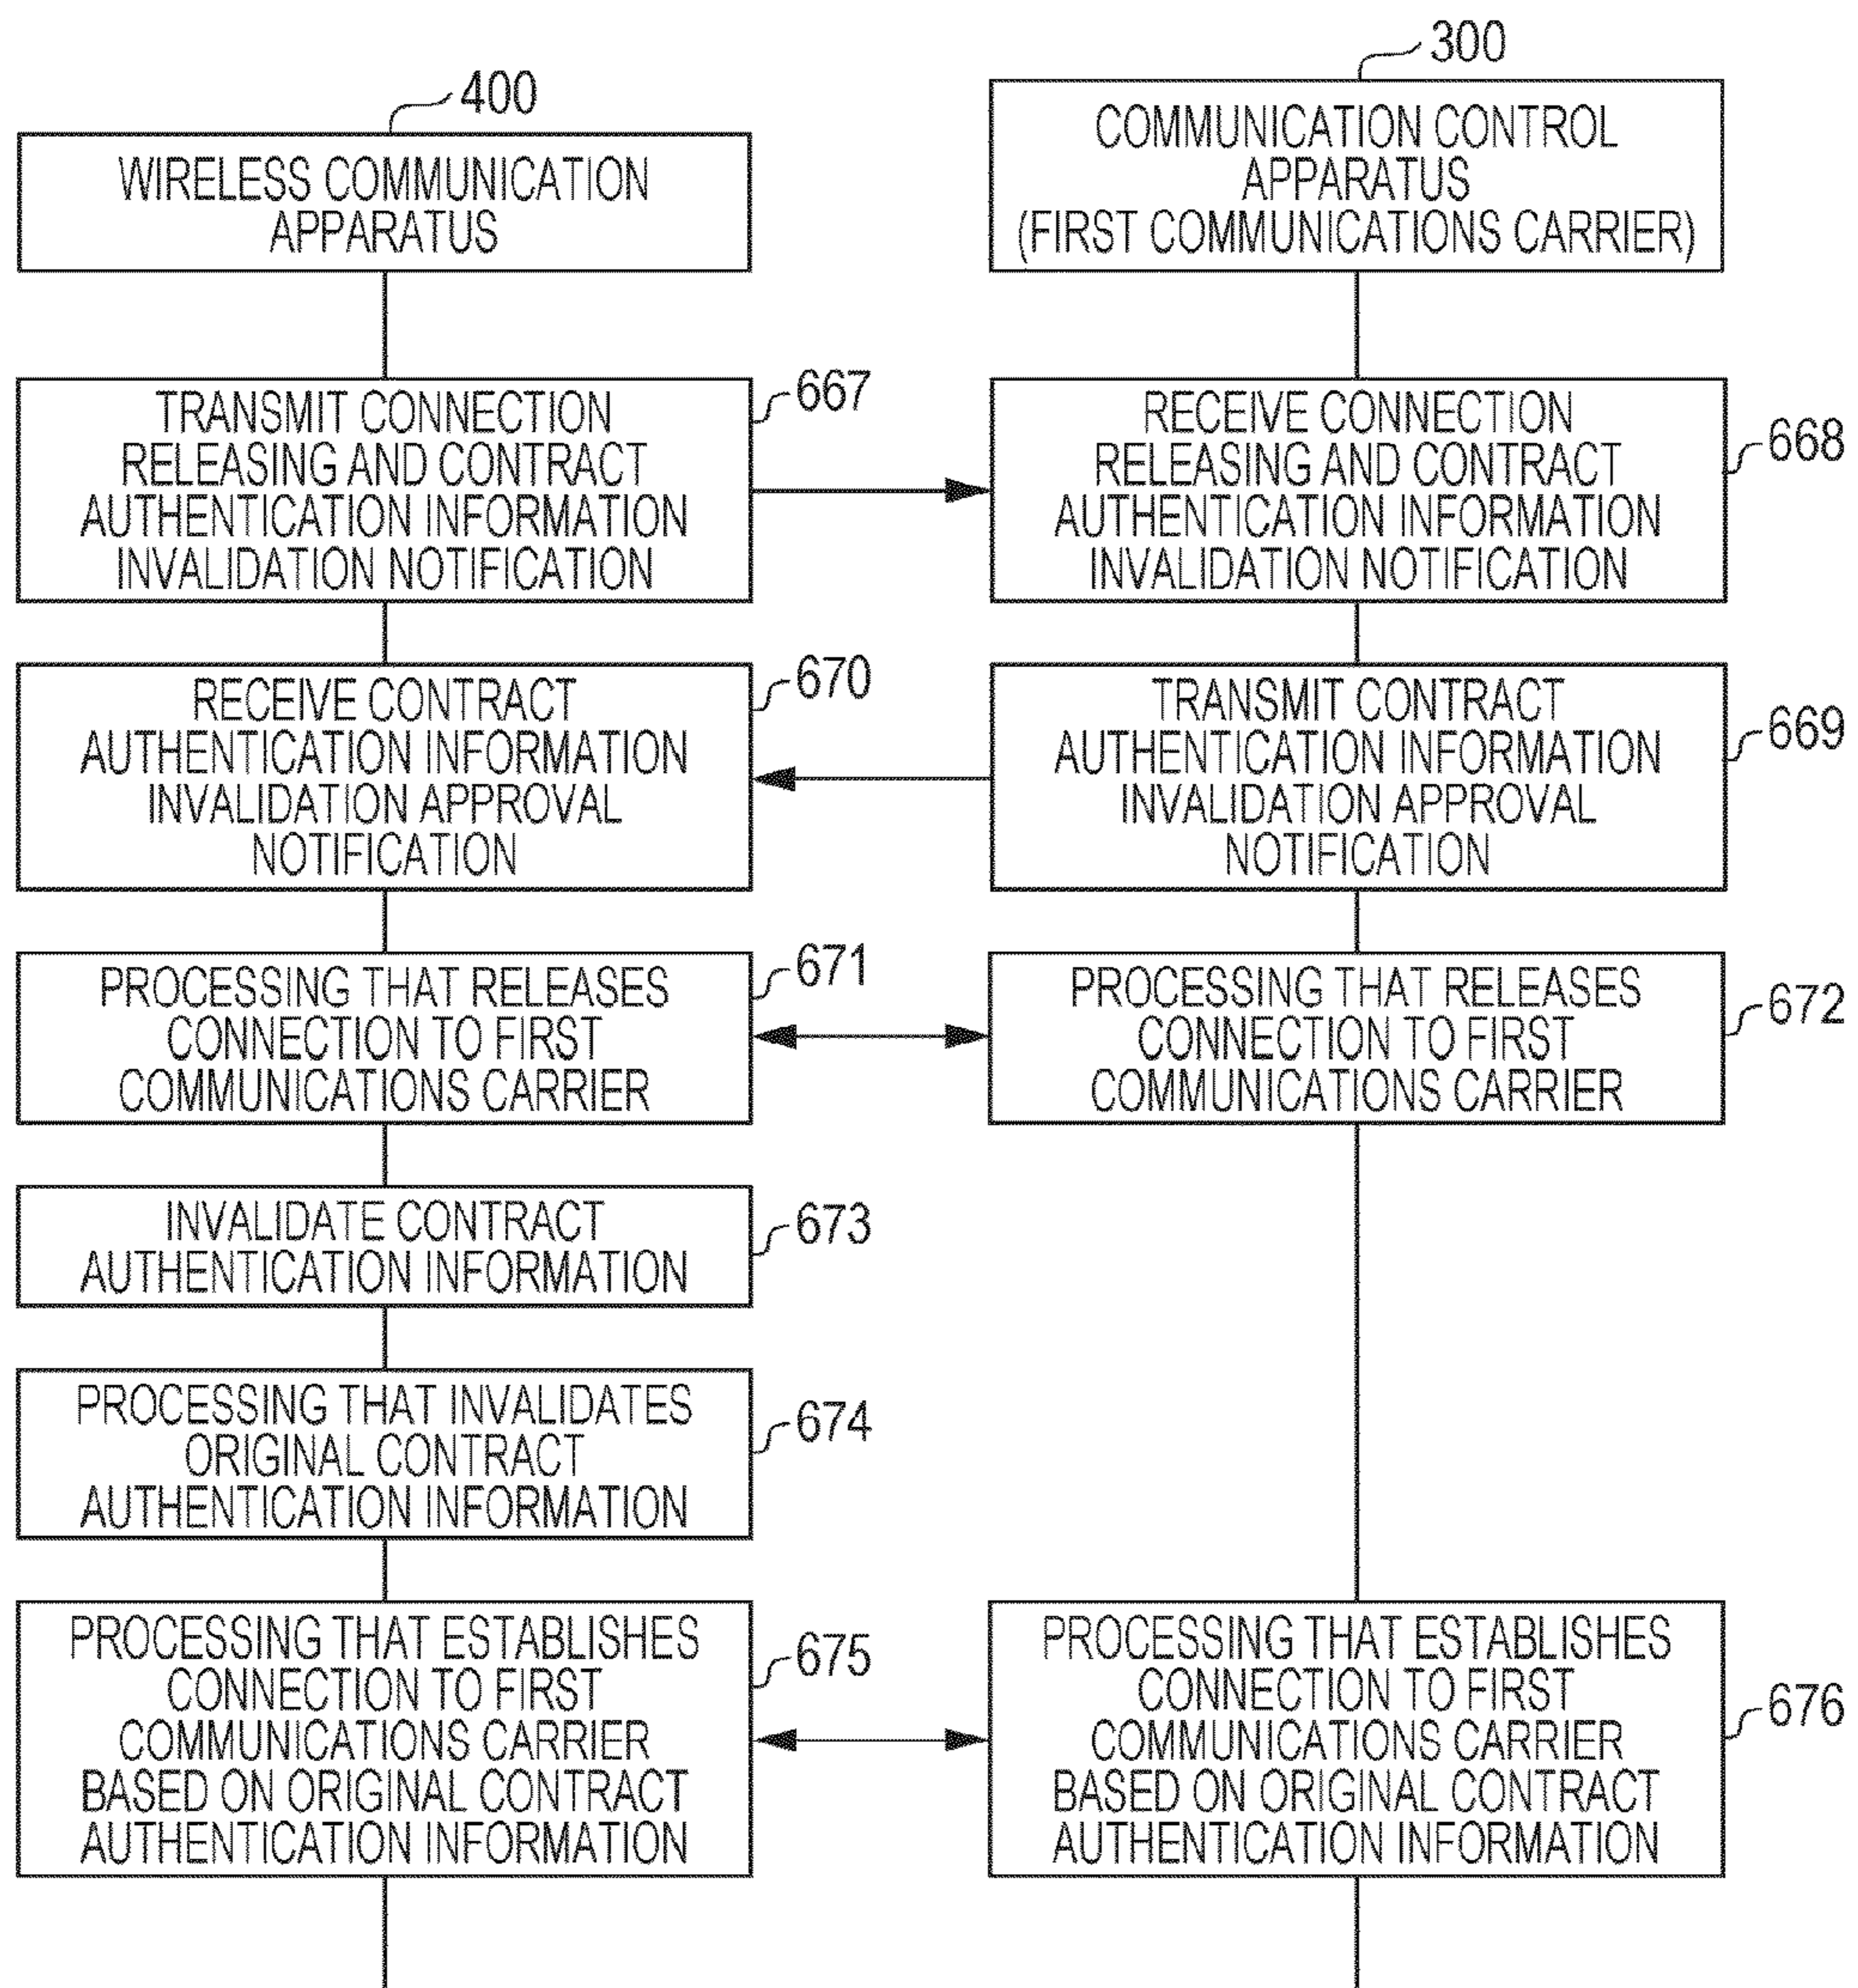 400
WIRELESS COMMUNICATION
APPARATUS
300
COMMUNICATION CONTROL
APPARATUS
(FIRST COMMUNICATIONS CARRIER)
TRANSMIT CONNECTION
RELEASING AND CONTRACT
AUTHENTICATION INFORMATION
INVALIDATION NOTIFICATION
667
RECEIVE CONNECTION
RELEASING AND CONTRACT
AUTHENTICATION INFORMATION
INVALIDATION NOTIFICATION
668
RECEIVE CONTRACT
AUTHENTICATION INFORMATION
INVALIDATION APPROVAL
NOTIFICATION
670
TRANSMIT CONTRACT
AUTHENTICATION INFORMATION
INVALIDATION APPROVAL
NOTIFICATION
669
PROCESSING THAT RELEASES
CONNECTION TO FIRST
COMMUNICATIONS CARRIER
671
PROCESSING THAT RELEASES
CONNECTION TO FIRST
COMMUNICATIONS CARRIER
672
INVALIDATE CONTRACT
AUTHENTICATION INFORMATION
673
PROCESSING THAT INVALIDATES
ORIGINAL CONTRACT
AUTHENTICATION INFORMATION
674
PROCESSING THAT ESTABLISHES
CONNECTION TO FIRST
COMMUNICATIONS CARRIER
BASED ON ORIGINAL CONTRACT
AUTHENTICATION INFORMATION
675
PROCESSING THAT ESTABLISHES
CONNECTION TO FIRST
COMMUNICATIONS CARRIER
BASED ON ORIGINAL CONTRACT
AUTHENTICATION INFORMATION
676